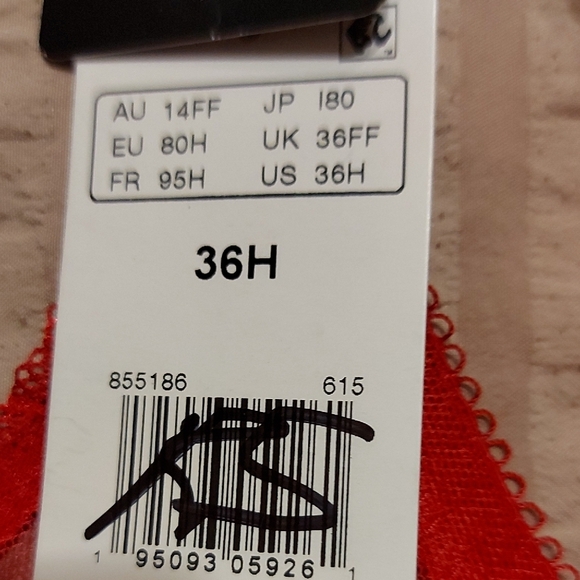 AU 14FF JP I80
EU 80H UK 36FF
FR 95H US 36H
36H
855186 615
1 95093 05926 1